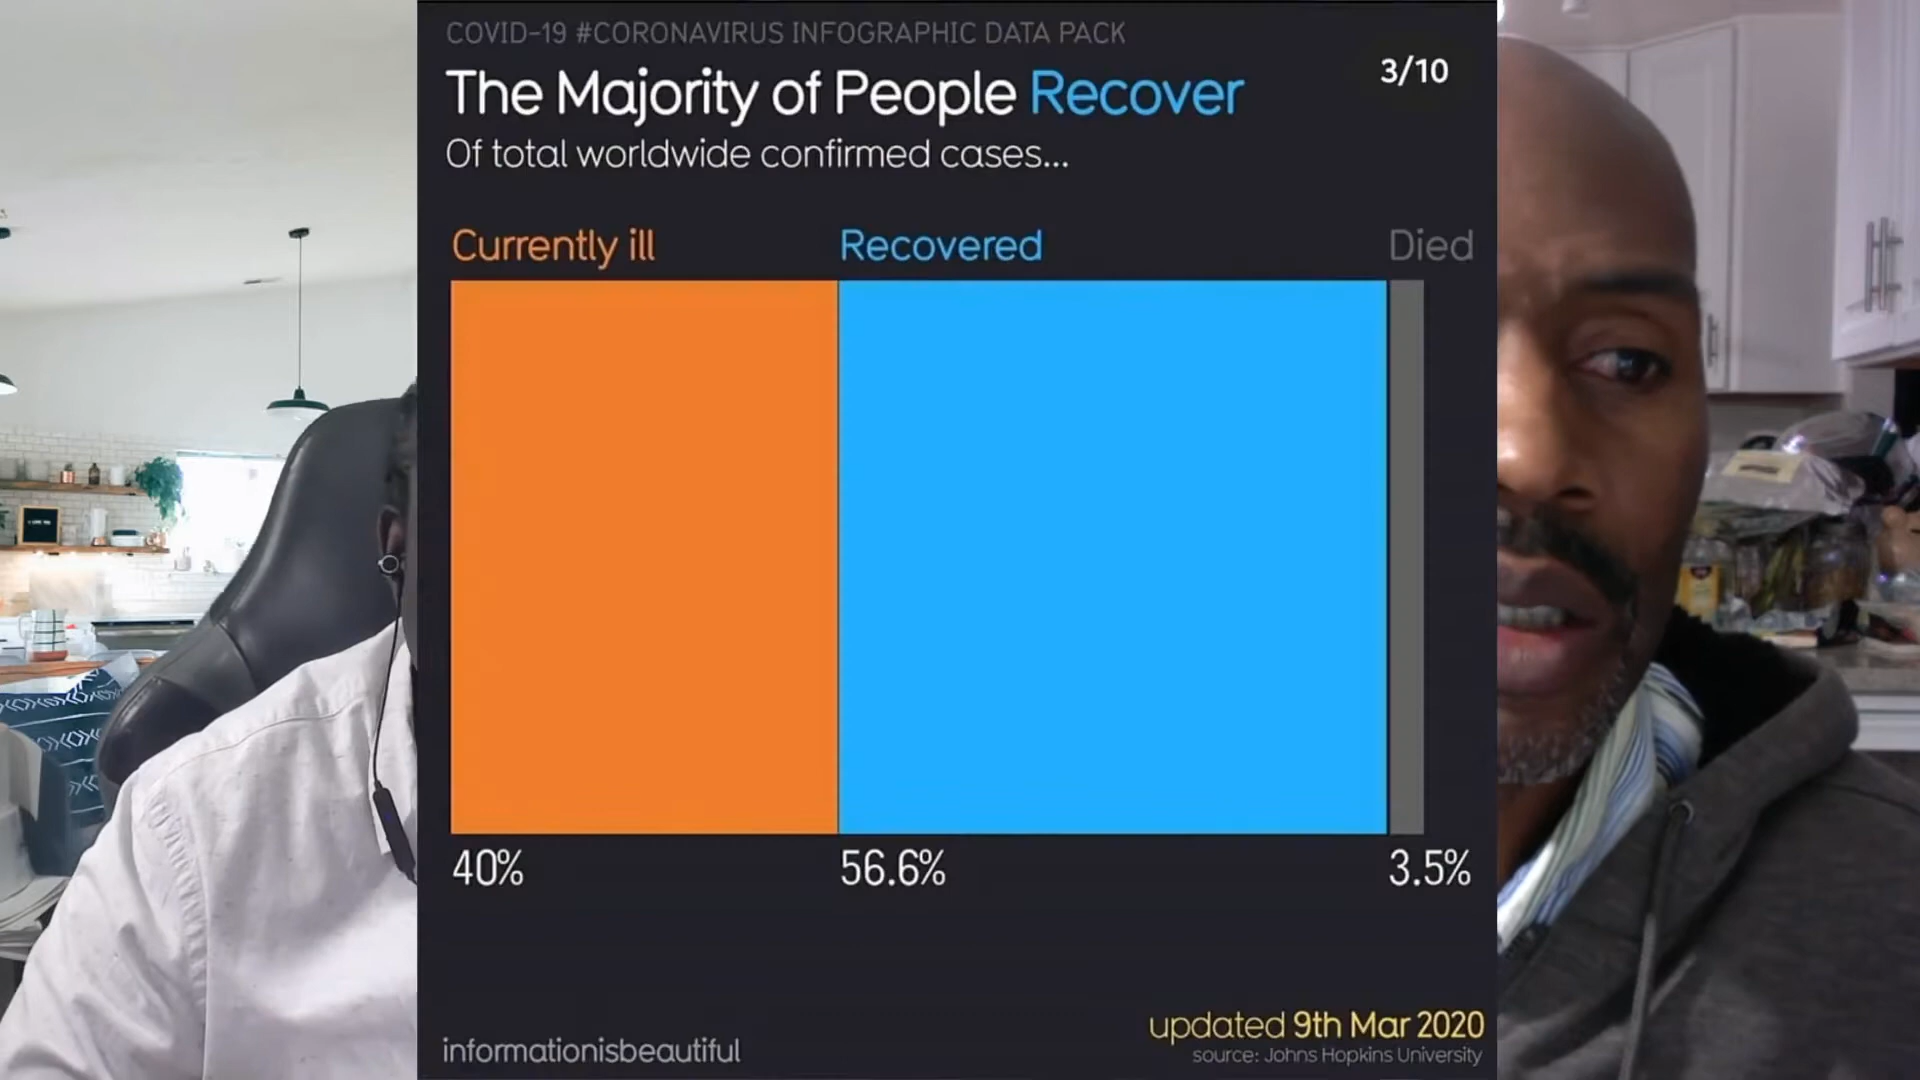 COVID-19 #CORONAVIRUS INFOGRAPHIC DATA PACK
3/10
The Majority of People Recover
Of total worldwide confirmed cases...
Currently ill
Recovered
Died
40%
56.6%
3.5%
updated 9th Mar 2020
informationisbeautiful
source: Johns Hopkins University